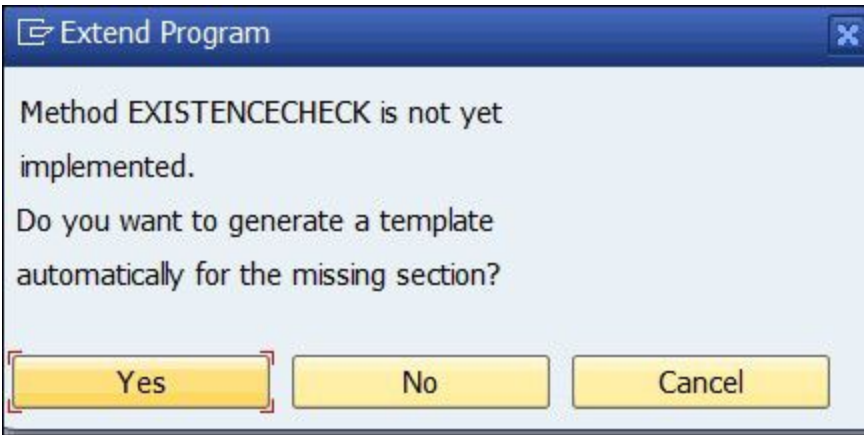 Extend Program
Method EXISTENCECHECK is not yet
implemented.
Do you want to generate a template
automatically for the missing section?
Yes No Cancel